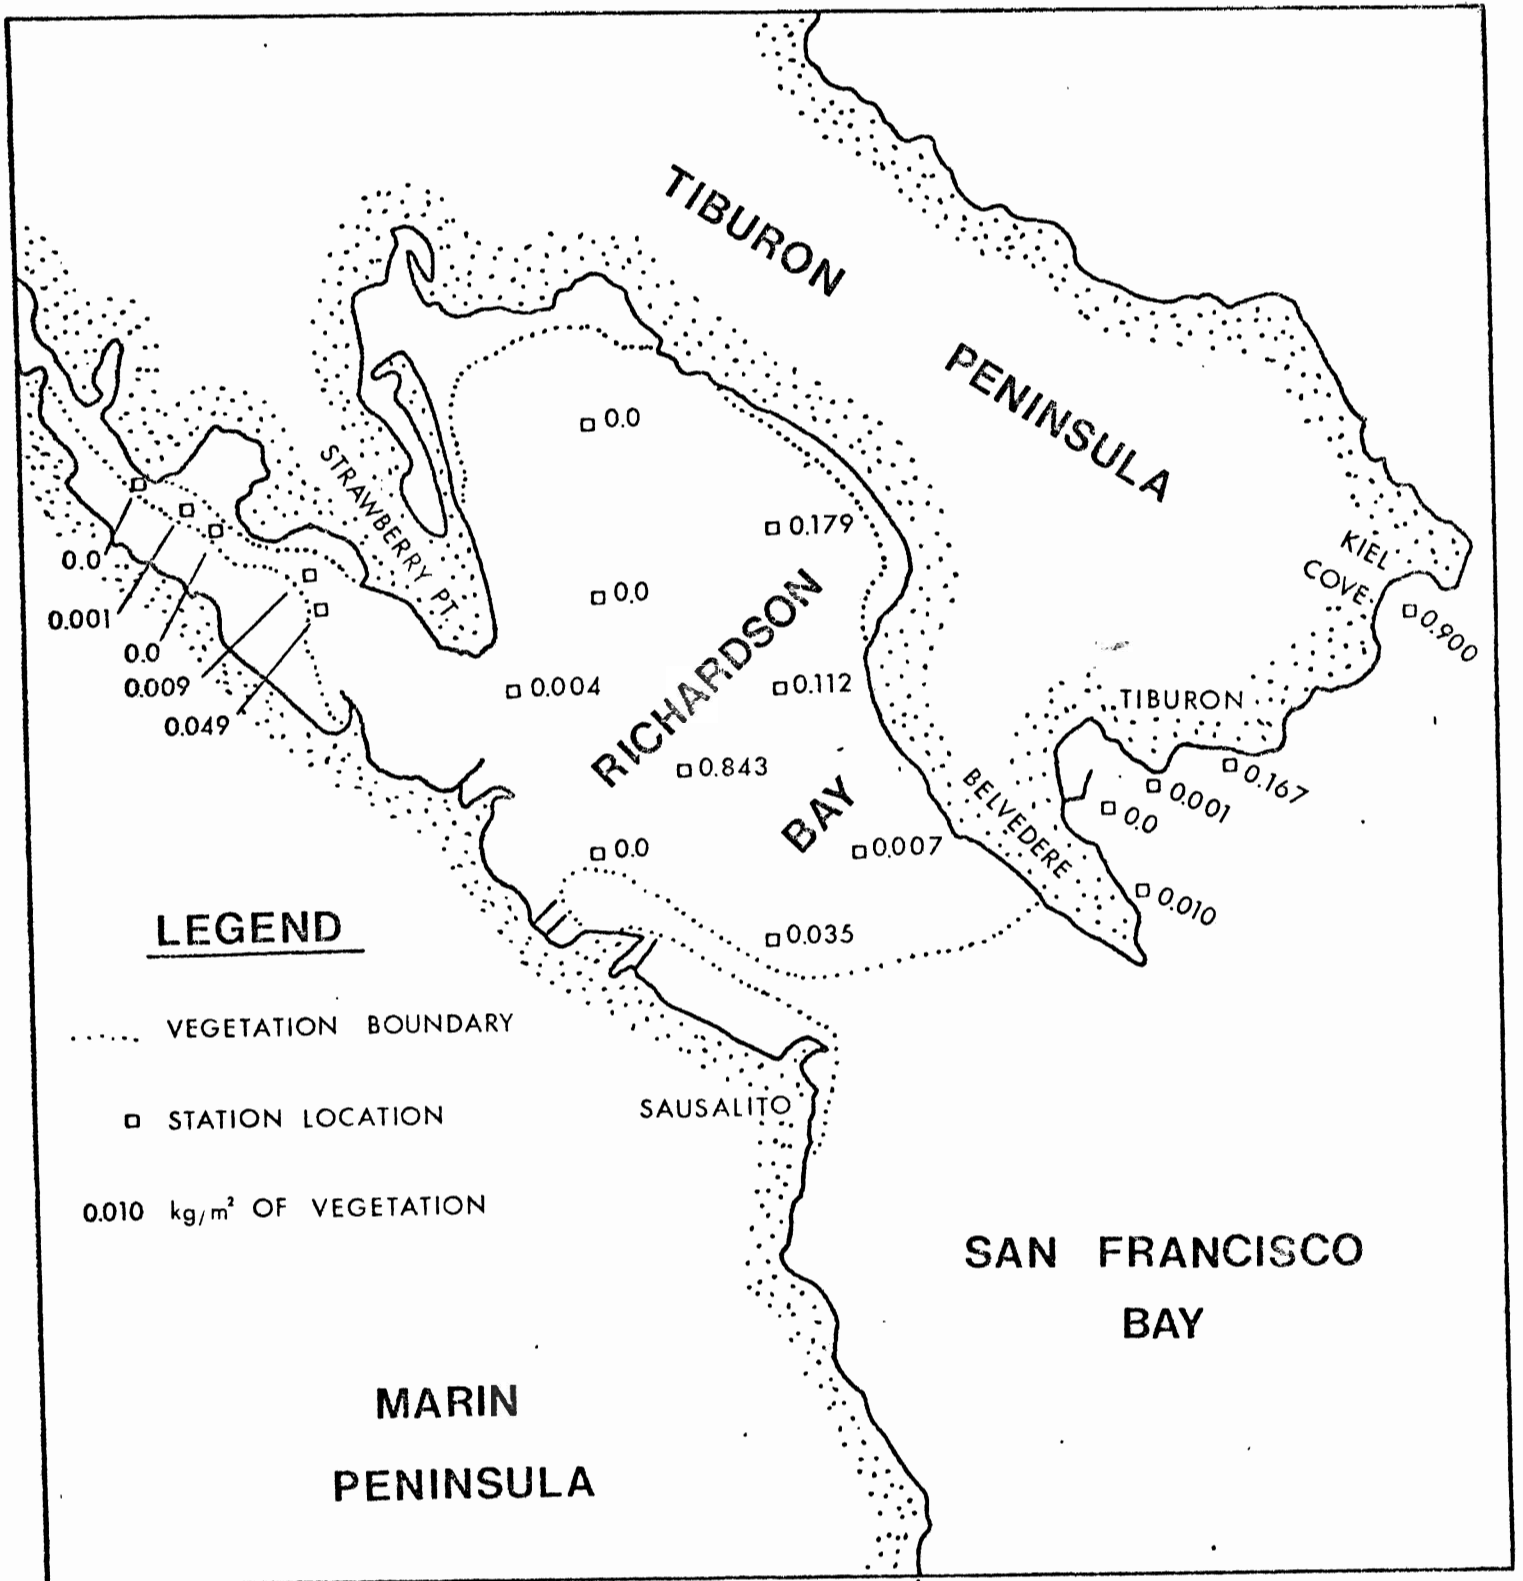 TIBURON
PENINSULA
STRAWBERRY PT.
0.0
0.179
0.0
0.004
RICHARDSON
BAY
0.112
0.843
0.0
0.007
0.035
0.0
0.001
0.0
0.009
0.049
KIEL
COVE
0.900
TIBURON
0.167
0.001
0.0
BELVEDERE
0.010
LEGEND
VEGETATION BOUNDARY
STATION LOCATION
0.010 kg/m² OF VEGETATION
SAUSALITO
SAN FRANCISCO
BAY
MARIN
PENINSULA